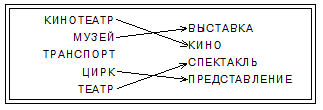 КИНОТЕАТР
МУЗЕЙ
ТРАНСПОРТ
ЦИРК
ТЕАТР
ВЫСТАВКА
КИНО
СПЕКТАКЛЬ
ПРЕДСТАВЛЕНИЕ